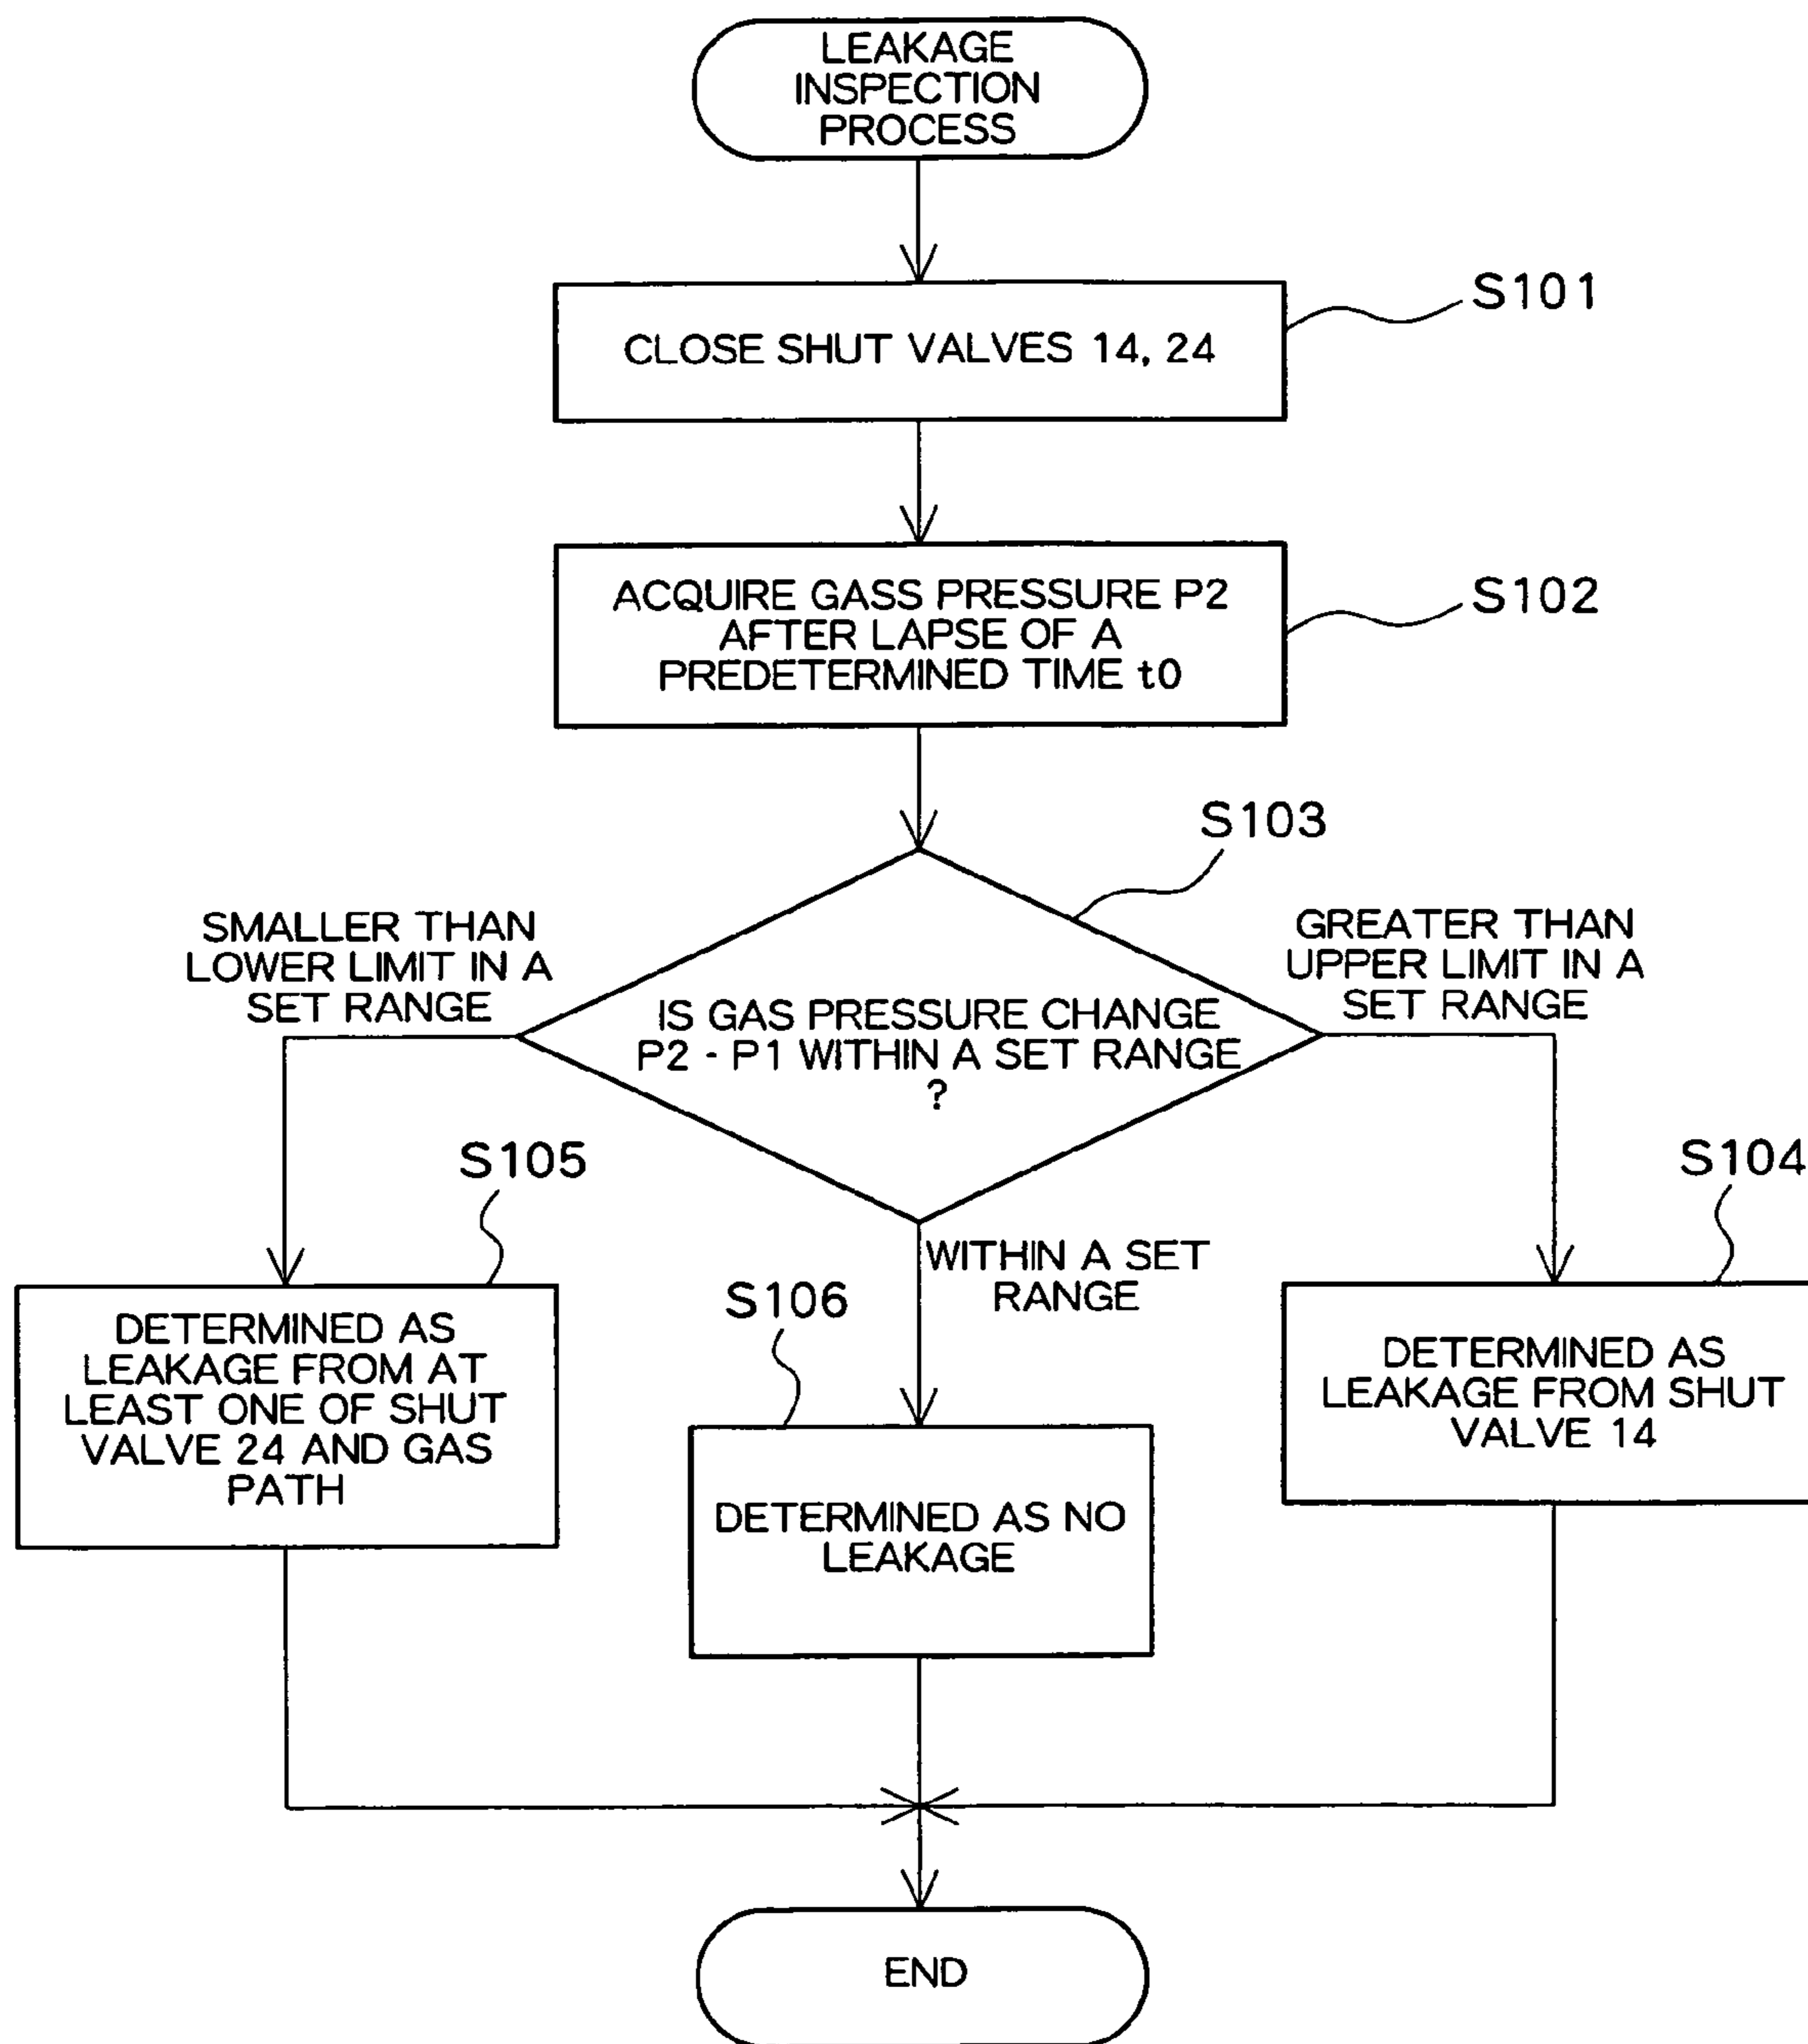 LEAKAGE
INSPECTION
PROCESS
CLOSE SHUT VALVES 14, 24
S101
ACQUIRE GASS PRESSURE P2
AFTER LAPSE OF A
PREDETERMINED TIME t0
S102
S103
IS GAS PRESSURE CHANGE
P2 - P1 WITHIN A SET RANGE
?
SMALLER THAN
LOWER LIMIT IN A
SET RANGE
GREATER THAN
UPPER LIMIT IN A
SET RANGE
WITHIN A SET
RANGE
S105
DETERMINED AS
LEAKAGE FROM AT
LEAST ONE OF SHUT
VALVE 24 AND GAS
PATH
S106
DETERMINED AS NO
LEAKAGE
S104
DETERMINED AS
LEAKAGE FROM SHUT
VALVE 14
END